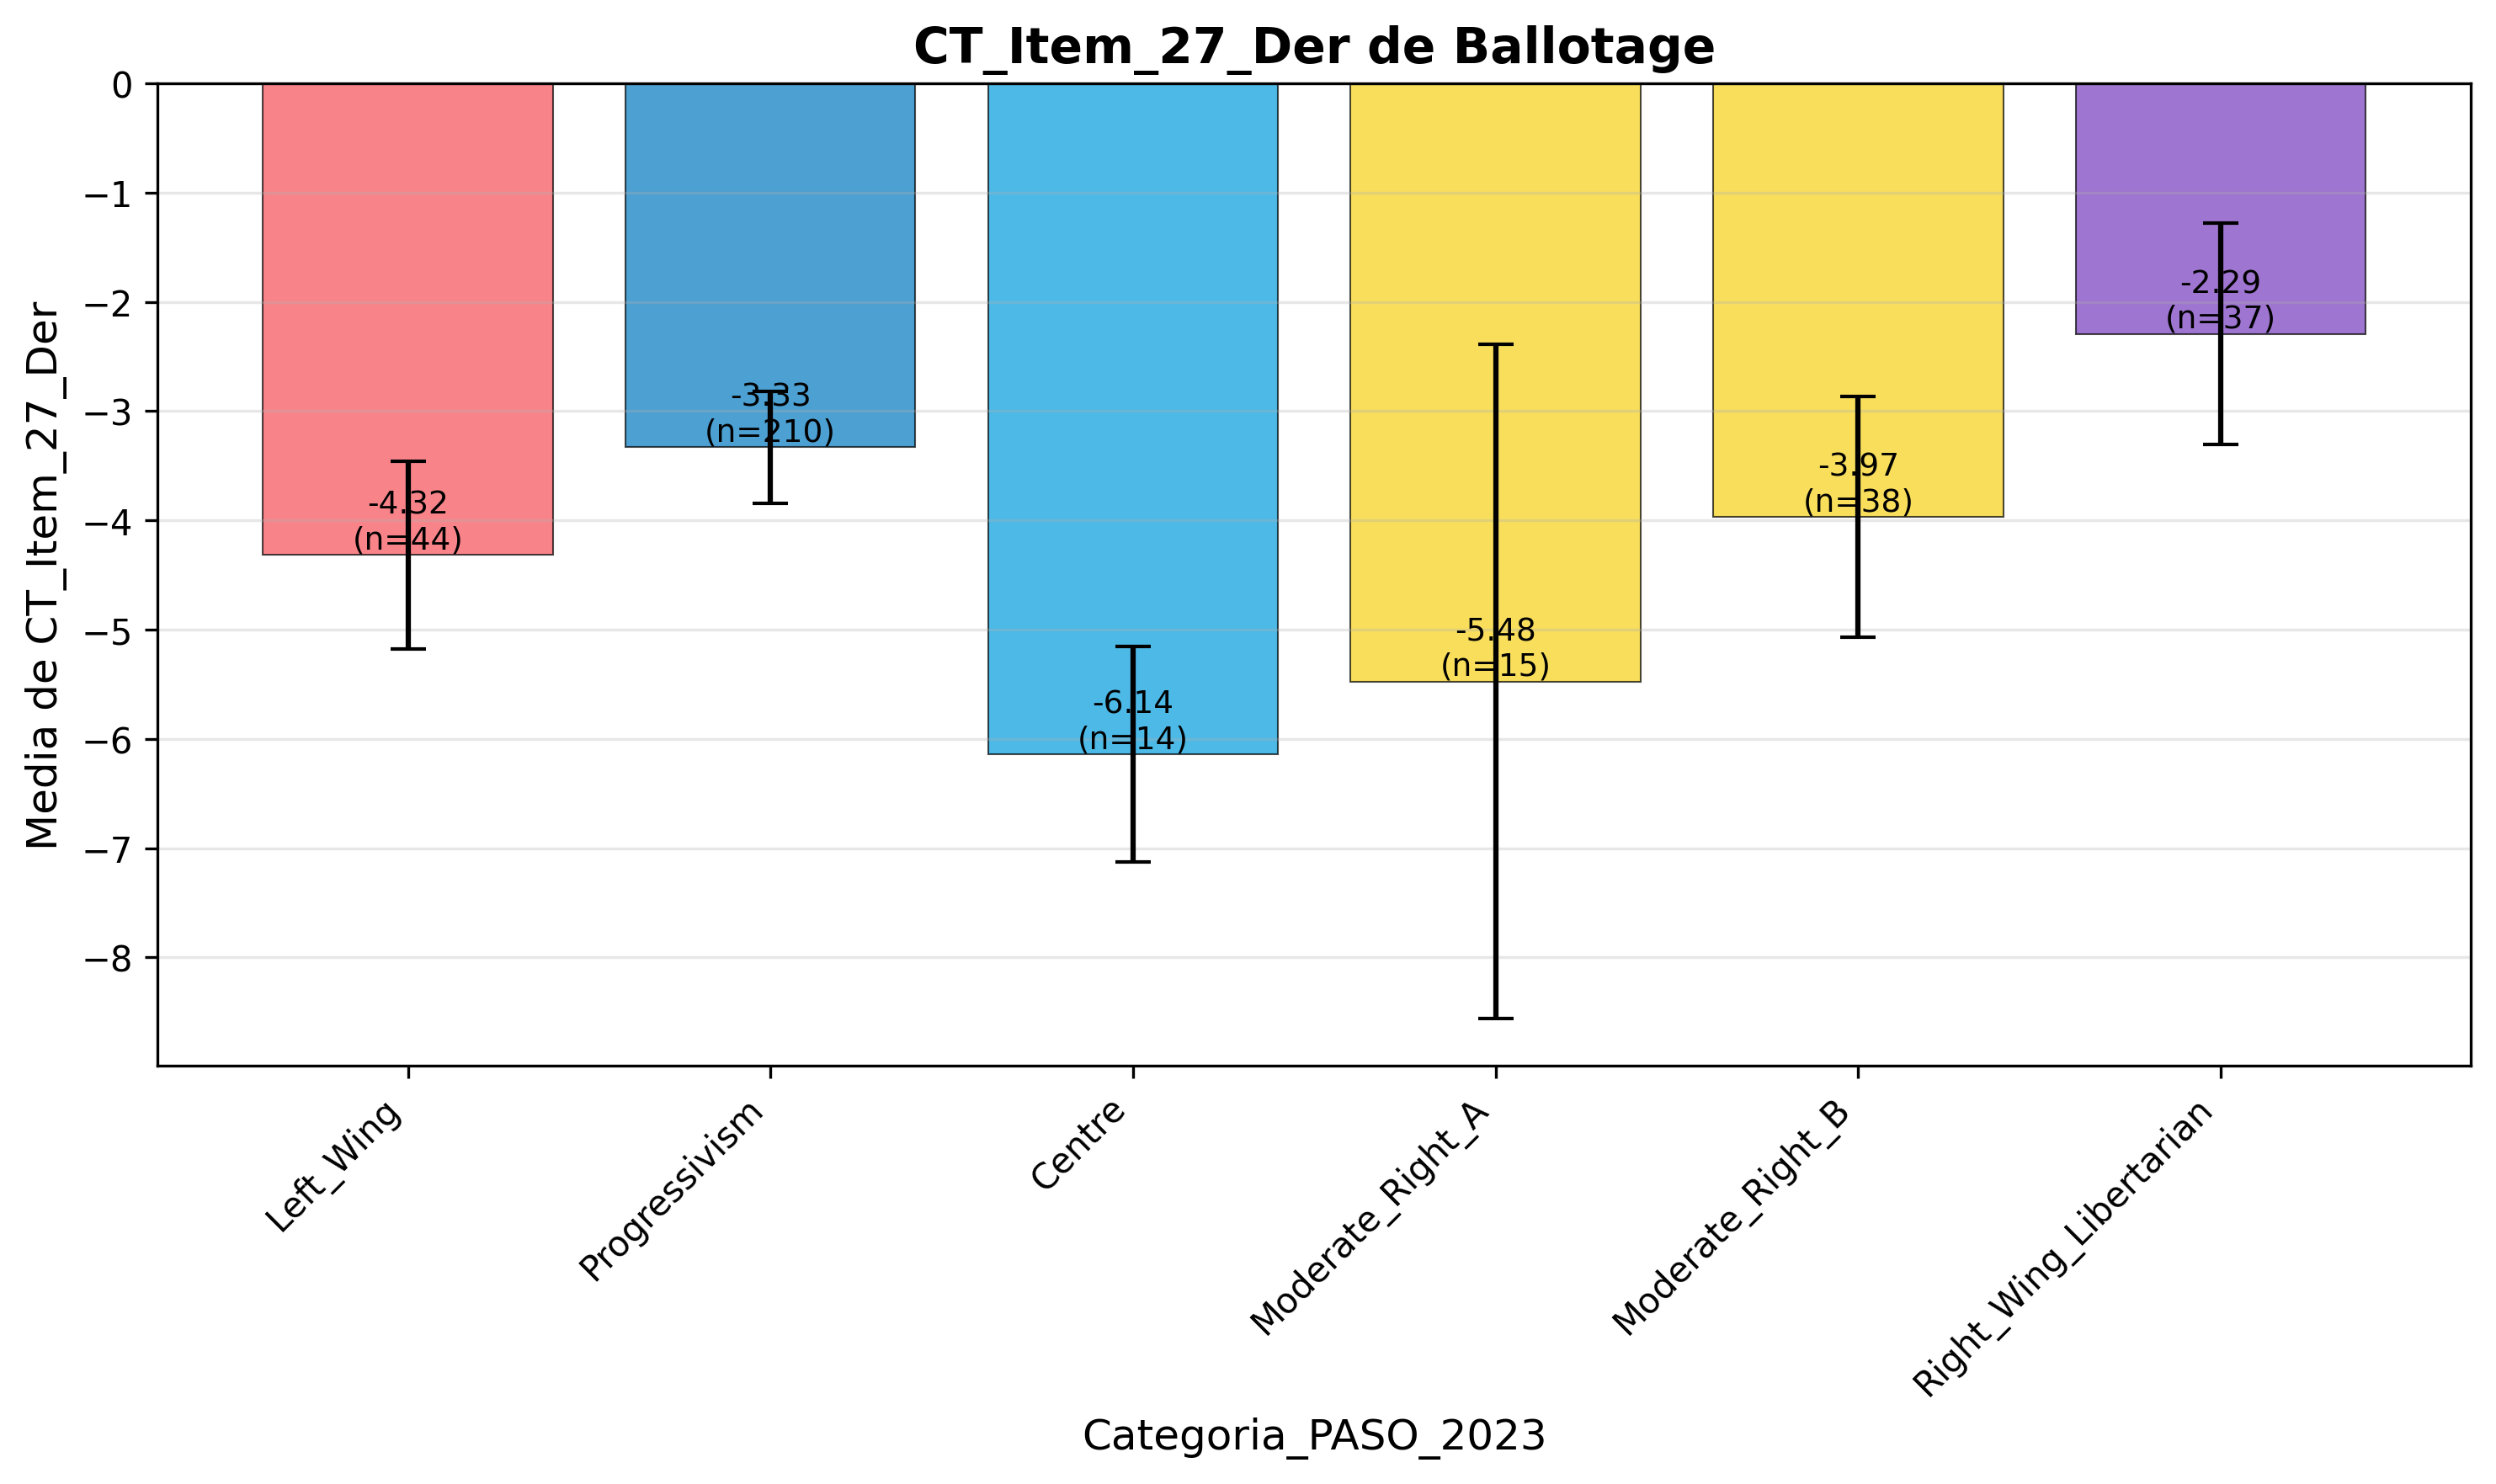 CT_Item_27_Der de Ballotage
Media de CT_Item_27_Der
0
−1
−2
−3
−4
−5
−6
−7
−8
-4.32
(n=44)
-3.33
(n=210)
-6.14
(n=14)
-5.48
(n=15)
-3.97
(n=38)
-2.29
(n=37)
Left_Wing
Progressivism
Centre
Moderate_Right_A
Moderate_Right_B
Right_Wing_Libertarian
Categoria_PASO_2023